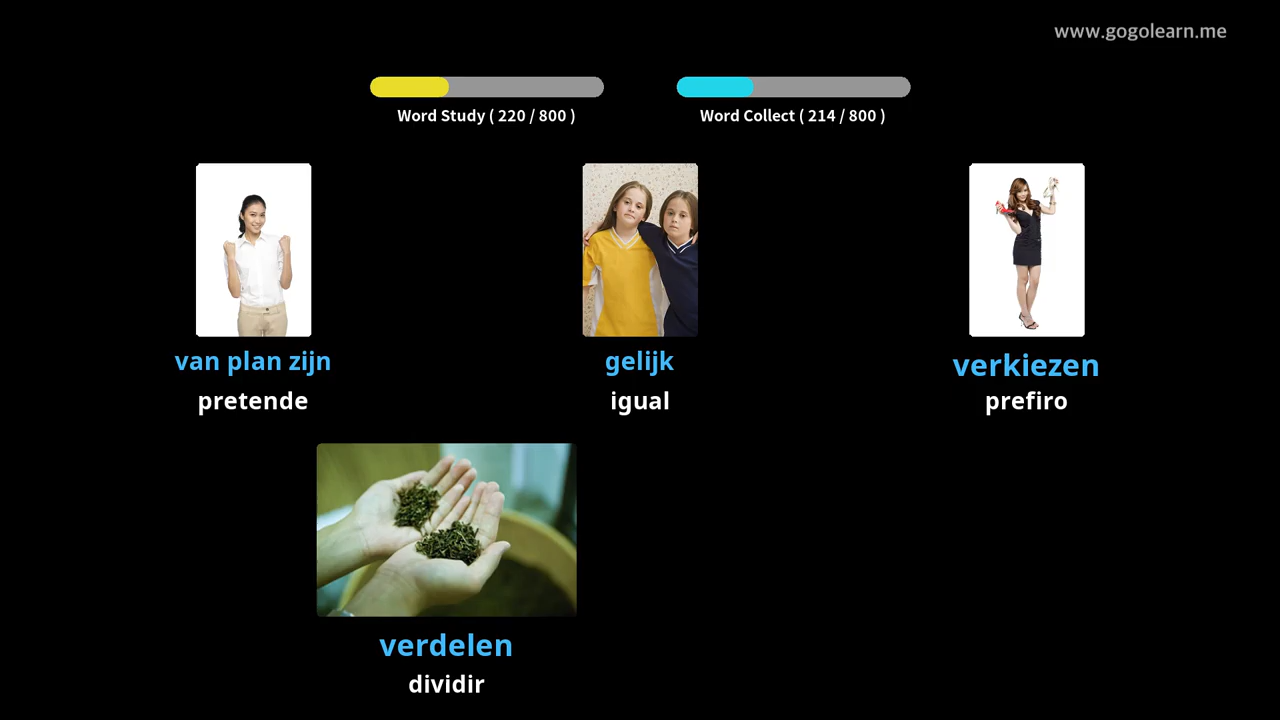 www.gogolearn.me
Word Study ( 220 / 800 )
Word Collect ( 214 / 800 )
van plan zijn
pretende
gelijk
igual
verkiezen
prefiro
verdelen
dividir